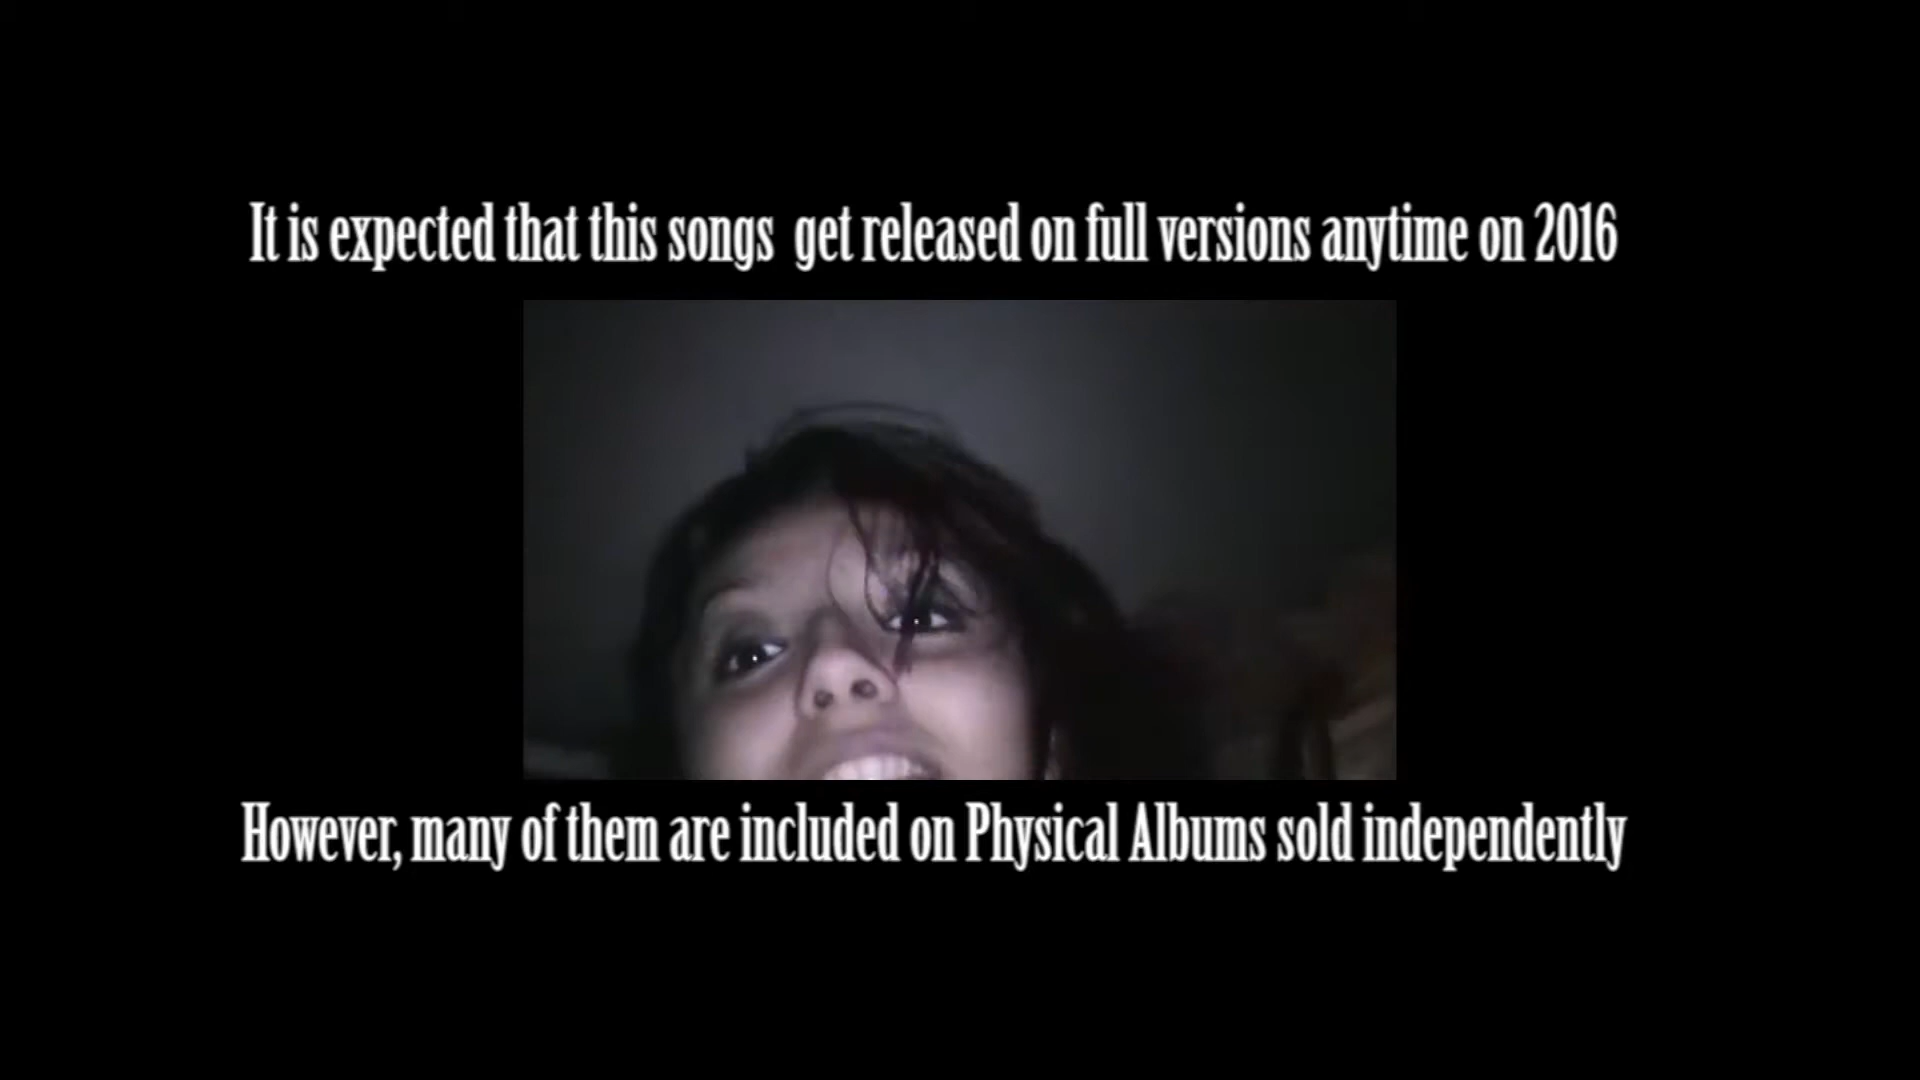 It is expected that this songs get released on full versions anytime on 2016
However, many of them are included on Physical Albums sold independently